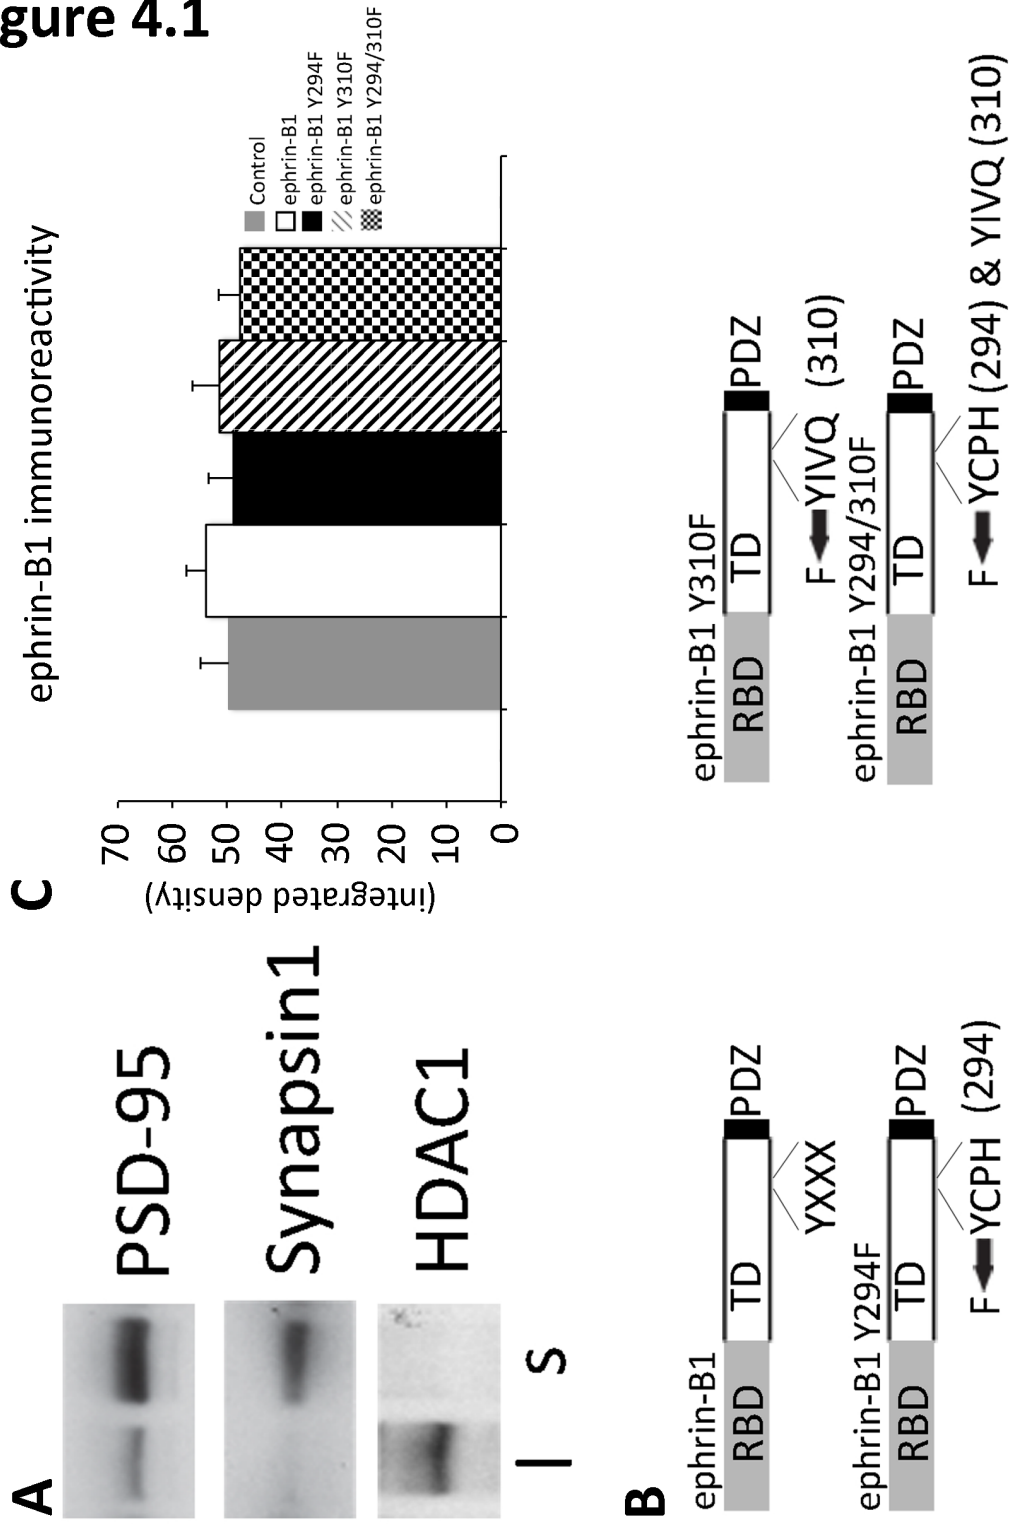 gure 4.1
A
PSD-95
Synapsin1
HDAC1
I
S
C
ephrin-B1 immunoreactivity
(integrated density)
70
60
50
40
30
20
10
0
Control
ephrin-B1
ephrin-B1 Y294F
ephrin-B1 Y310F
ephrin-B1 Y294/310F
B
ephrin-B1
RBD TD PDZ
YXXX
ephrin-B1 Y294F
RBD TD PDZ
F YCPH (294)
ephrin-B1 Y310F
RBD TD PDZ
F YIVQ (310)
ephrin-B1 Y294/310F
RBD TD PDZ
F YCPH (294) & YIVQ (310)